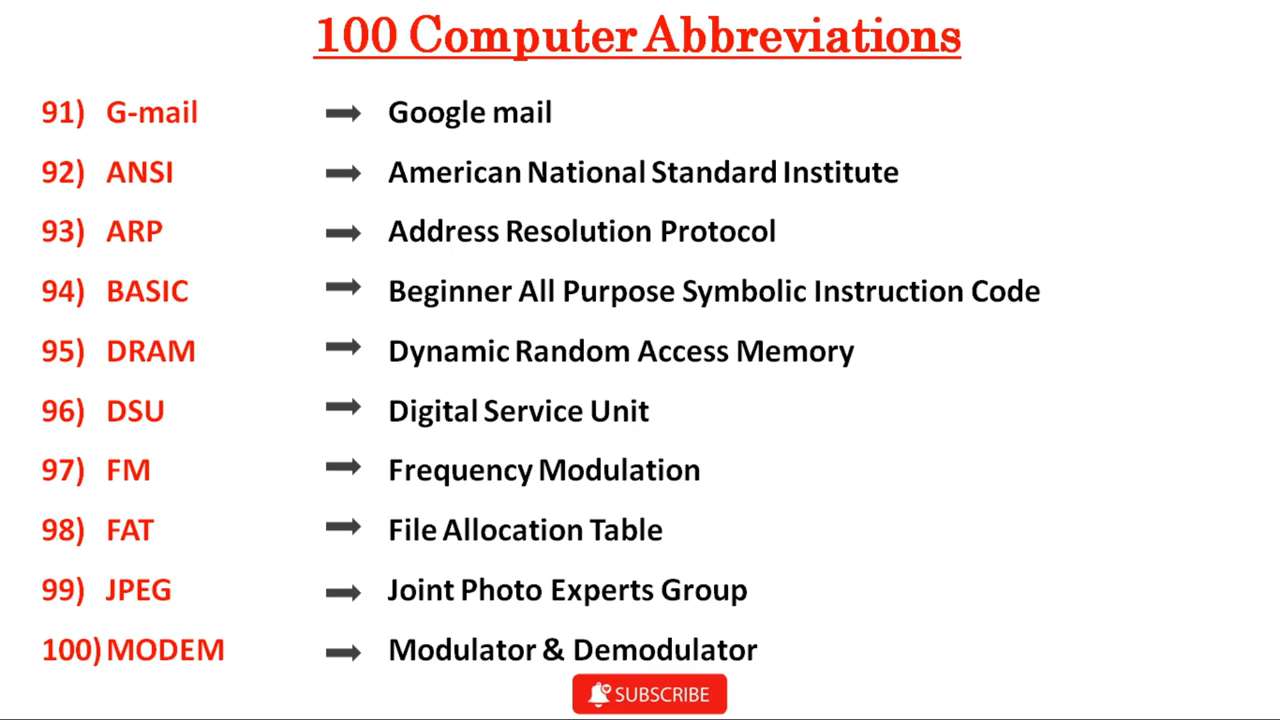 100 Computer Abbreviations
91) G-mail Google mail
92) ANSI American National Standard Institute
93) ARP Address Resolution Protocol
94) BASIC Beginner All Purpose Symbolic Instruction Code
95) DRAM Dynamic Random Access Memory
96) DSU Digital Service Unit
97) FM Frequency Modulation
98) FAT File Allocation Table
99) JPEG Joint Photo Experts Group
100) MODEM Modulator & Demodulator
SUBSCRIBE